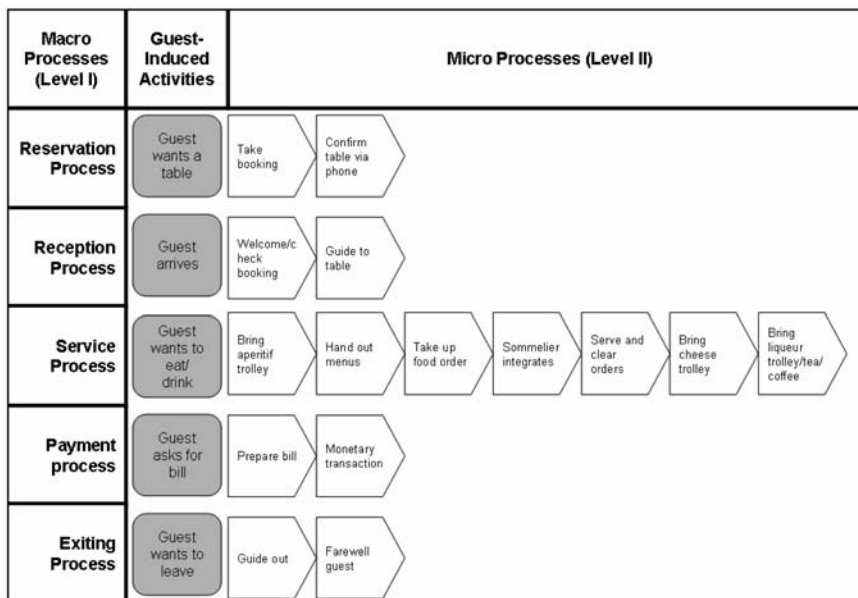 Macro
Processes
(Level I)
Guest-
Induced
Activities
Micro Processes (Level II)
Reservation
Process
Guest
wants a
table
Take
booking
Confirm
table via
phone
Reception
Process
Guest
arrives
Welcome/c
heck
booking
Guide to
table
Service
Process
Guest
wants to
eat/
drink
Bring
aperitif
trolley
Hand out
menus
Take up
food order
Sommelier
integrates
Serve and
clear
orders
Bring
cheese
trolley
Bring
liqueur
trolley/tea/
coffee
Payment
process
Guest
asks for
bill
Prepare bill
Monetary
transaction
Exiting
Process
Guest
wants to
leave
Guide out
Farewell
guest